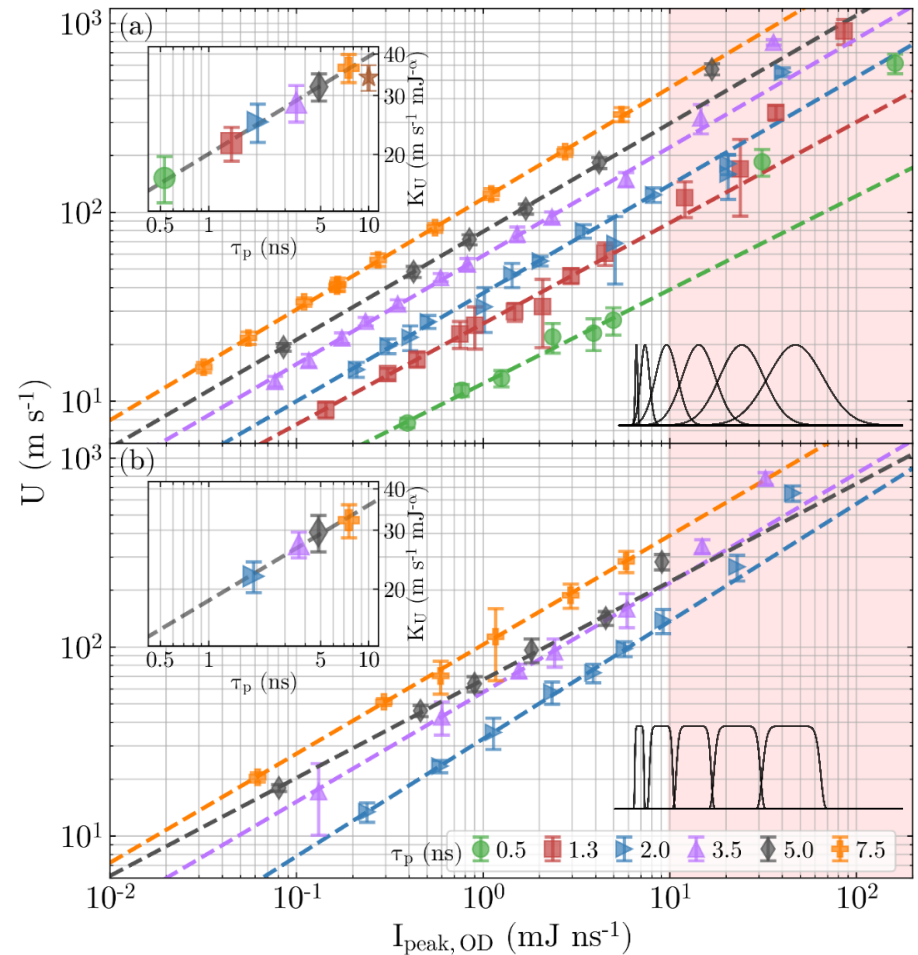 (a)
10³
10²
10¹
K_U (m s⁻¹ mJ⁻ᵅ)
40
30
20
0.5
1
5
10
τ_p (ns)
U (m s⁻¹)
(b)
10³
10²
10¹
K_U (m s⁻¹ mJ⁻ᵅ)
40
30
20
0.5
1
5
10
τ_p (ns)
τ_p (ns) 0.5 1.3 2.0 3.5 5.0 7.5
10⁻² 10⁻¹ 10⁰ 10¹ 10²
I_peak, OD (mJ ns⁻¹)